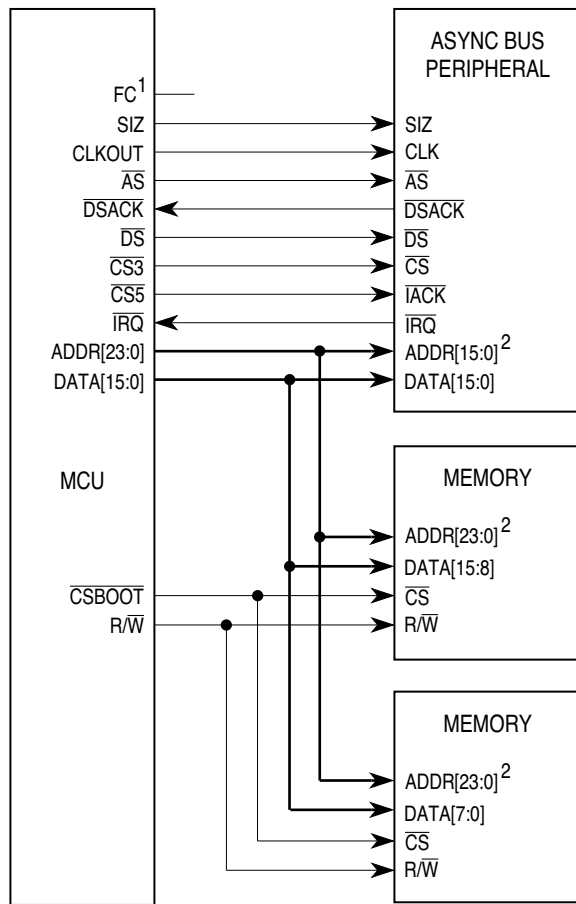 ASYNC BUS
PERIPHERAL
FC1
SIZ
SIZ
CLKOUT
CLK
AS
AS
DSACK
DSACK
DS
DS
CS3
CS
CS5
IACK
IRQ
IRQ
ADDR[23:0]
ADDR[15:0]2
DATA[15:0]
DATA[15:0]
MCU
MEMORY
ADDR[23:0]2
DATA[15:8]
CSBOOT
CS
R/W
R/W
MEMORY
ADDR[23:0]2
DATA[7:0]
CS
R/W